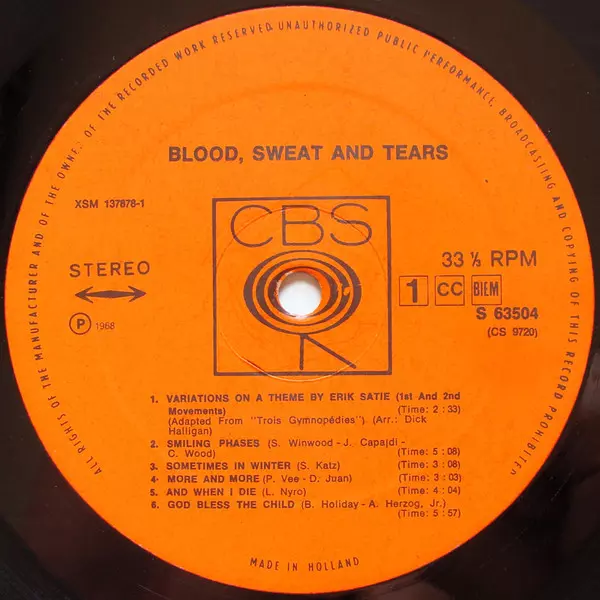 ALL RIGHTS OF THE MANUFACTURER AND OF THE OWNER OF THE RECORDED WORK RESERVED. UNAUTHORIZED PUBLIC PERFORMANCE, BROADCASTING AND COPYING OF THIS RECORD PROHIBITED
BLOOD, SWEAT AND TEARS
XSM 137878-1
CBS
STEREO
33 ⅓ RPM
1 CC BIEM
S 63504
(CS 9720)
P 1968
1. VARIATIONS ON A THEME BY ERIK SATIE (1st And 2nd
Movements) (Time: 2 : 33)
(Adapted From "Trois Gymnopédies") (Arr.: Dick
Halligan)
2. SMILING PHASES (S. Winwood - J. Capajdi -
C. Wood) (Time: 5 : 08)
3. SOMETIMES IN WINTER (S. Katz) (Time: 3 : 08)
4. MORE AND MORE (P. Vee - D. Juan) (Time: 3 : 03)
5. AND WHEN I DIE (L. Nyro) (Time: 4 : 04)
6. GOD BLESS THE CHILD (B. Holiday - A. Herzog, Jr.)
(Time: 5 : 57)
MADE IN HOLLAND